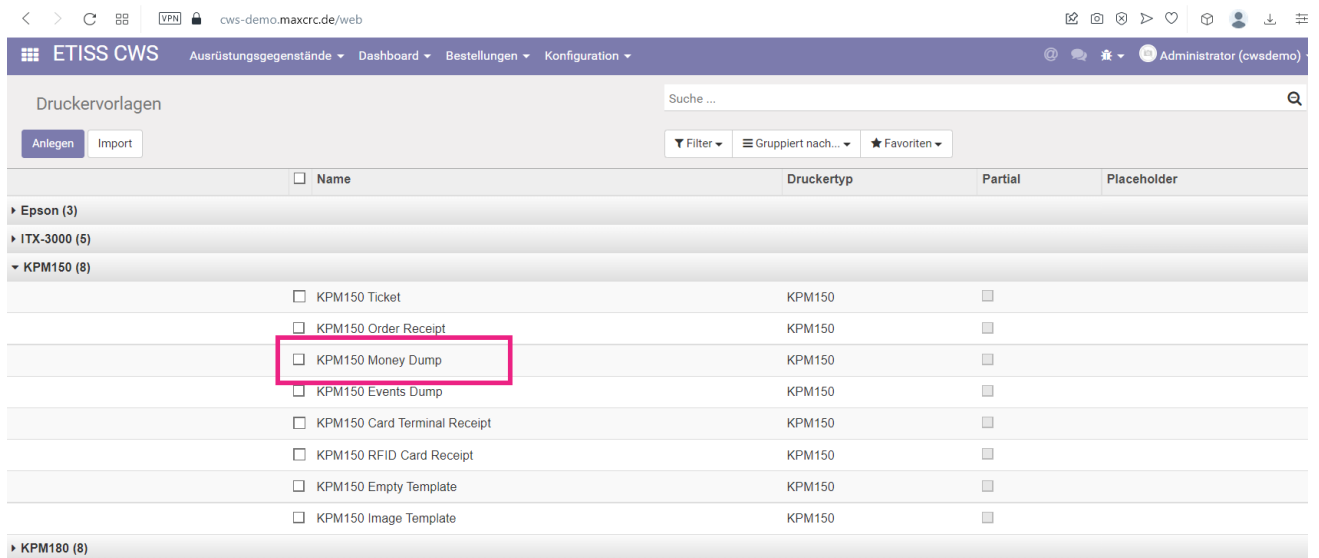 VPN cws-demo.maxcrc.de/web
ETISS CWS Ausrüstungsgegenstände Dashboard Bestellungen Konfiguration @ Administrator (cwsdemo)
Druckervorlagen Suche ...
Anlegen Import Filter Gruppiert nach... Favoriten
Name Druckertyp Partial Placeholder
Epson (3)
ITX-3000 (5)
KPM150 (8)
KPM150 Ticket KPM150
KPM150 Order Receipt KPM150
KPM150 Money Dump KPM150
KPM150 Events Dump KPM150
KPM150 Card Terminal Receipt KPM150
KPM150 RFID Card Receipt KPM150
KPM150 Empty Template KPM150
KPM150 Image Template KPM150
KPM180 (8)